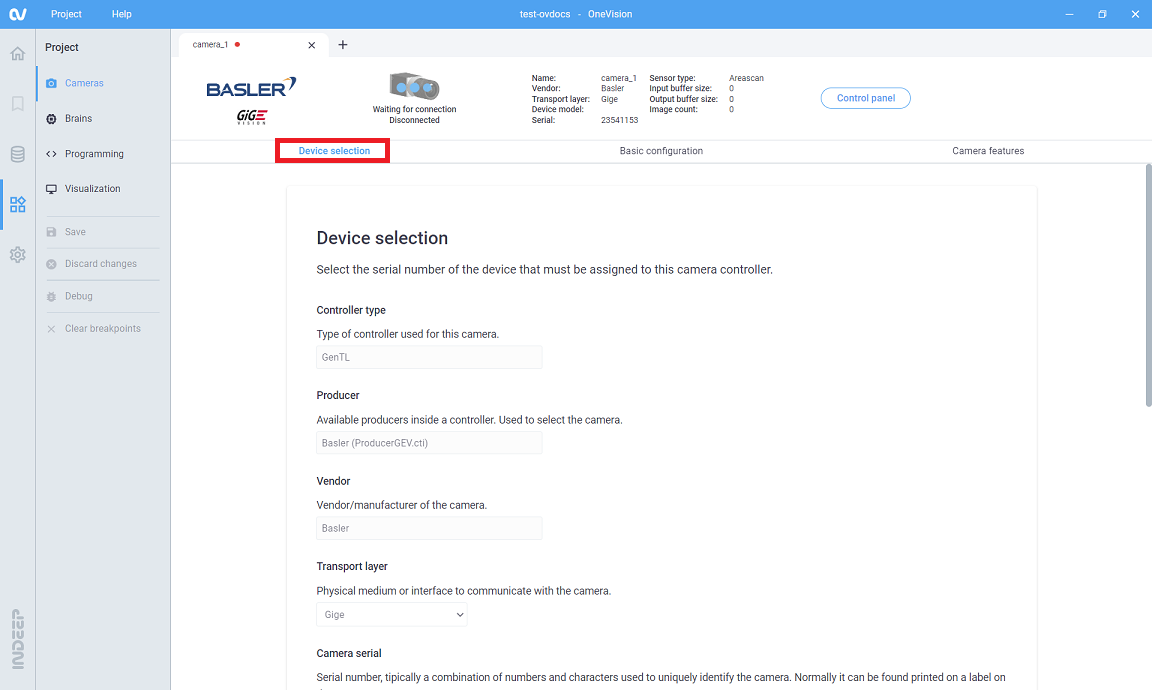 Project
Help
test-ovdocs - OneVision
Project
Cameras
Brains
Programming
Visualization
Save
Discard changes
Debug
Clear breakpoints
INDEEP
camera_1
BASLER
GIGE
VISION
Waiting for connection
Disconnected
Name: camera_1
Vendor: Basler
Transport layer: Gige
Device model:
Serial: 23541153
Sensor type: Areascan
Input buffer size: 0
Output buffer size: 0
Image count: 0
Control panel
Device selection
Basic configuration
Camera features
Device selection
Select the serial number of the device that must be assigned to this camera controller.
Controller type
Type of controller used for this camera.
GenTL
Producer
Available producers inside a controller. Used to select the camera.
Basler (ProducerGEV.cti)
Vendor
Vendor/manufacturer of the camera.
Basler
Transport layer
Physical medium or interface to communicate with the camera.
Gige
Camera serial
Serial number, tipically a combination of numbers and characters used to uniquely identify the camera. Normally it can be found printed on a label on